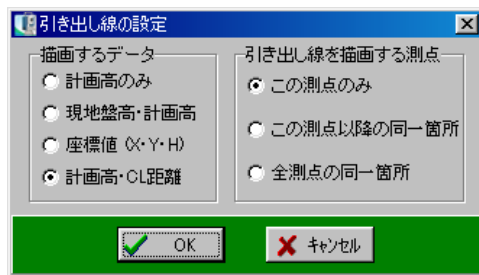 引き出し線の設定
描画するデータ
計画高のみ
現地盤高・計画高
座標値 (X・Y・H)
計画高・CL距離
引き出し線を描画する測点
この測点のみ
この測点以降の同一箇所
全測点の同一箇所
OK
キャンセル